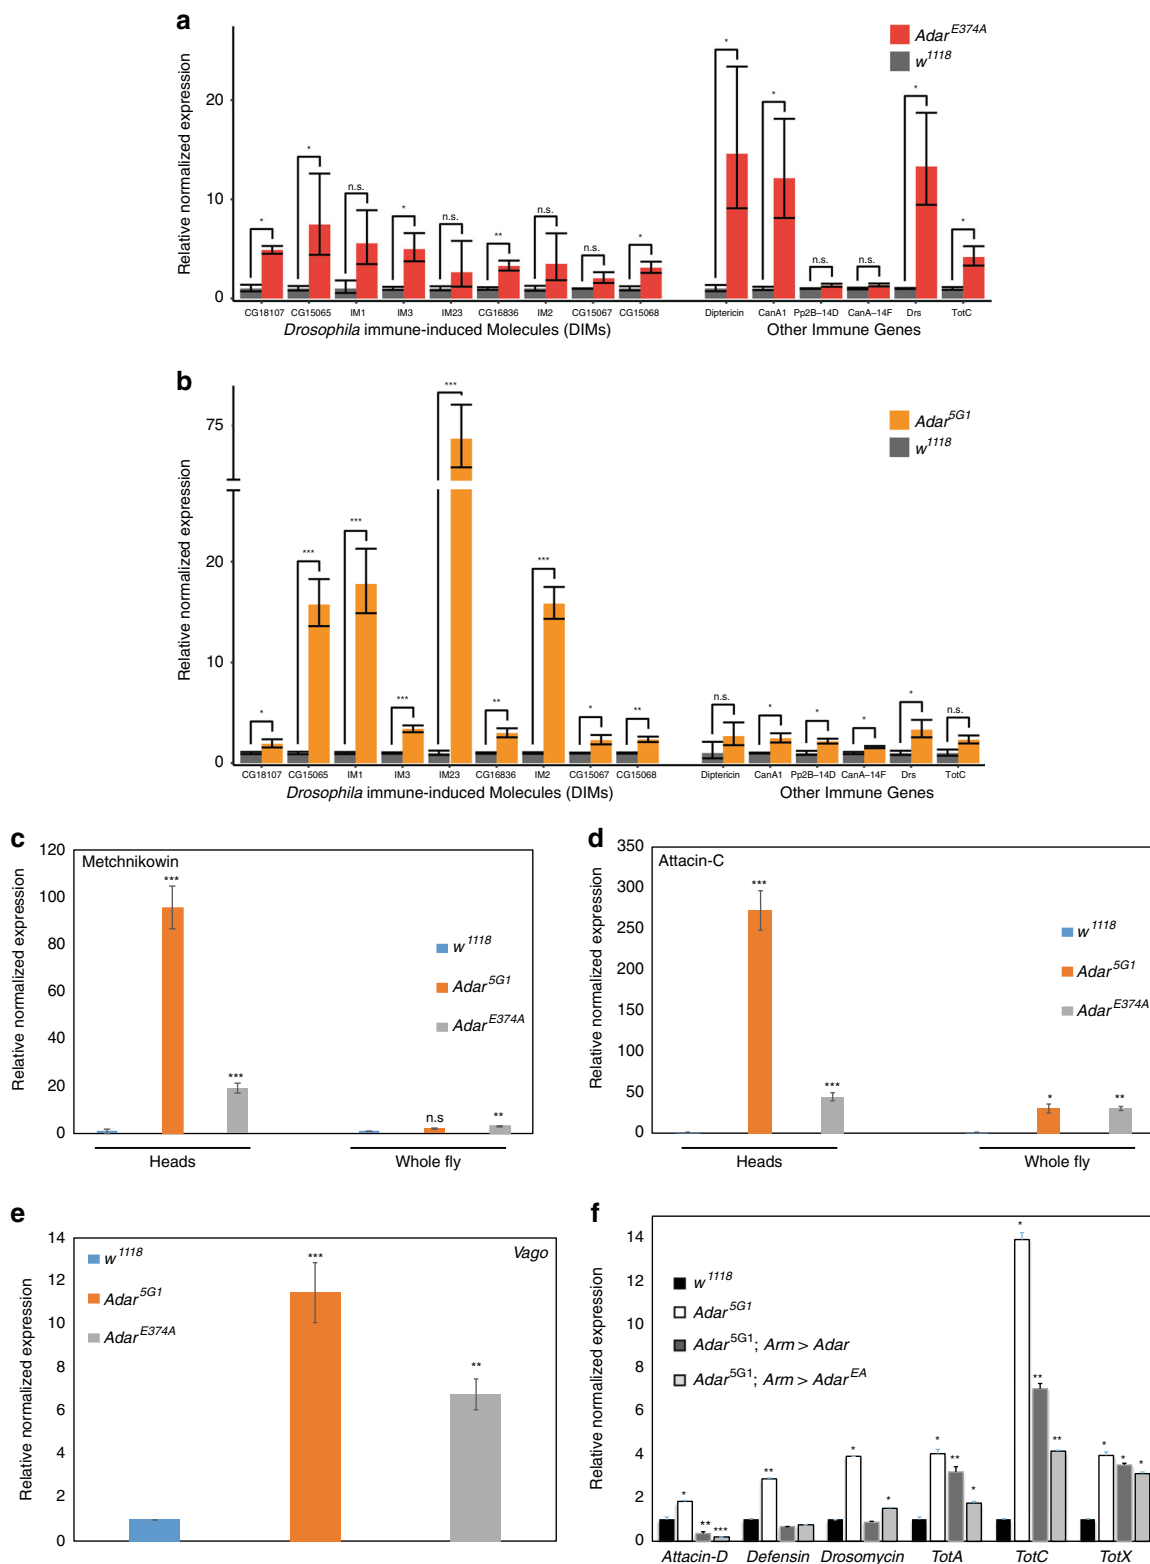 a
Adar E374A
w 1118
Relative normalized expression
20
10
0
* * n.s. * n.s. ** n.s. n.s. * * * n.s. n.s. * *
CG18107 CG15065 IM1 IM3 IM23 CG16836 IM2 CG15067 CG15068 Diptericin CanA1 Pp2B–14D CanA–14F Drs TotC
Drosophila immune-induced Molecules (DIMs) Other Immune Genes
b
Adar 5G1
w 1118
Relative normalized expression
75
20
10
0
* *** *** *** *** ** *** * ** n.s. * * * * n.s.
CG18107 CG15065 IM1 IM3 IM23 CG16836 IM2 CG15067 CG15068 Diptericin CanA1 Pp2B–14D CanA–14F Drs TotC
Drosophila immune-induced Molecules (DIMs) Other Immune Genes
c
Metchnikowin
Relative normalized expression
120
100
80
60
40
20
0
*** *** n.s **
w 1118
Adar 5G1
Adar E374A
Heads Whole fly
d
Attacin-C
Relative normalized expression
350
300
250
200
150
100
50
0
*** *** * **
w 1118
Adar 5G1
Adar E374A
Heads Whole fly
e
Vago
Relative normalized expression
14
12
10
8
6
4
2
0
w 1118
Adar 5G1
Adar E374A
*** **
f
Relative normalized expression
14
12
10
8
6
4
2
0
w 1118
Adar 5G1
Adar 5G1; Arm > Adar
Adar 5G1; Arm > Adar EA
* ** *** ** * * * ** * * ** ** * * *
Attacin-D Defensin Drosomycin TotA TotC TotX